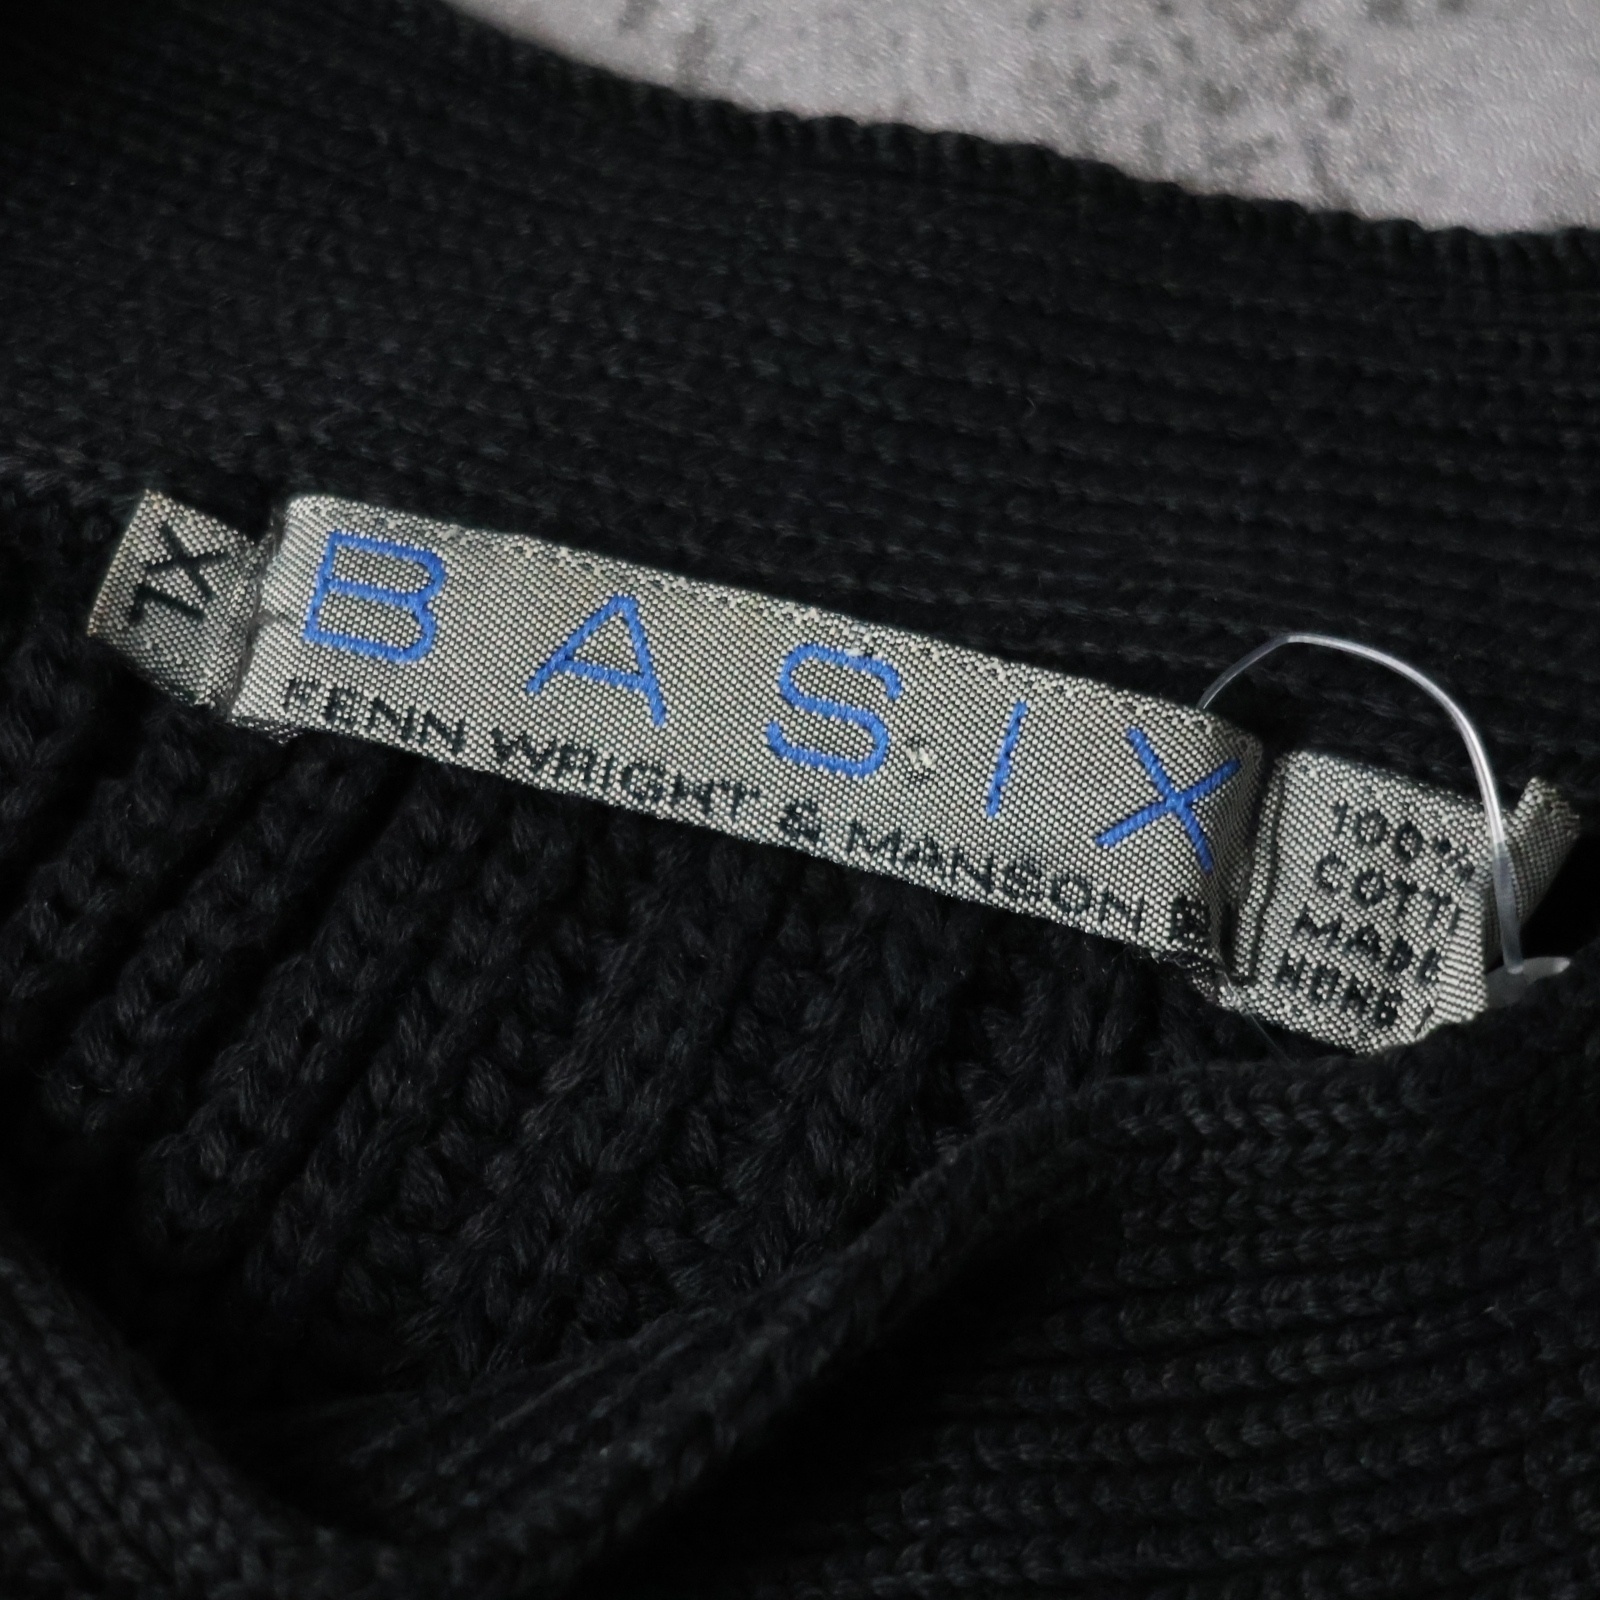 XL
BASIX
FENN WRIGHT & MANSON
100%
COTT
MADE
HONG